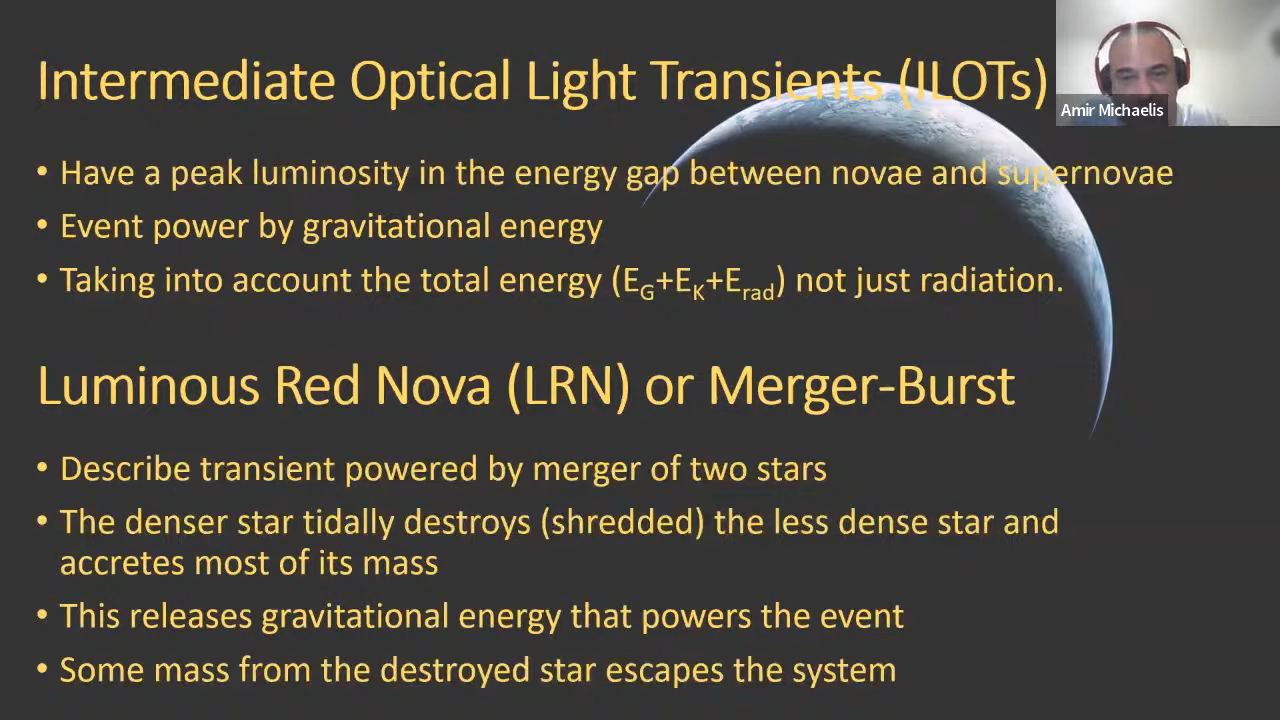 Intermediate Optical Light Transients (ILOTs)
Amir Michaelis
• Have a peak luminosity in the energy gap between novae and supernovae
• Event power by gravitational energy
• Taking into account the total energy (EG+EK+Erad) not just radiation.
Luminous Red Nova (LRN) or Merger-Burst
• Describe transient powered by merger of two stars
• The denser star tidally destroys (shredded) the less dense star and
accretes most of its mass
• This releases gravitational energy that powers the event
• Some mass from the destroyed star escapes the system